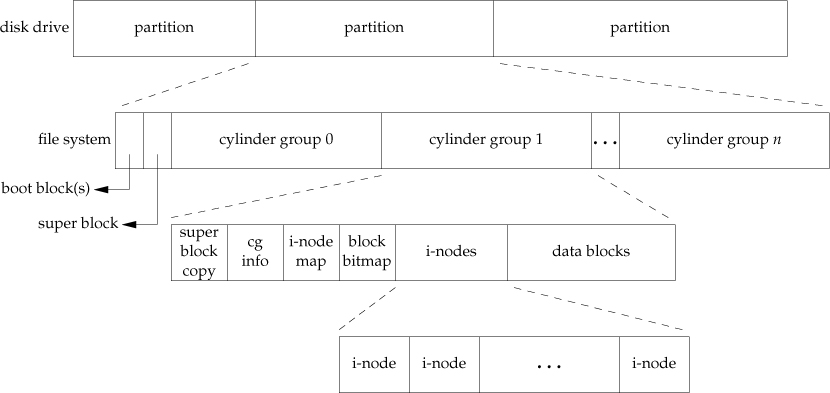 disk drive
partition
partition
partition
file system
cylinder group 0
cylinder group 1
...
cylinder group n
boot block(s)
super block
super
block
copy
cg
info
i-node
map
block
bitmap
i-nodes
data blocks
i-node
i-node
...
i-node